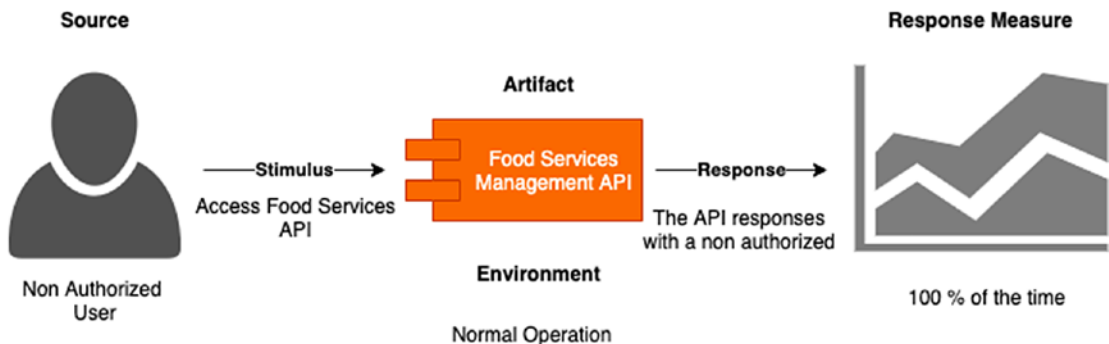 Source
Non Authorized
User
Stimulus
Access Food Services
API
Artifact
Food Services
Management API
Environment
Normal Operation
Response
The API responses
with a non authorized
Response Measure
100 % of the time